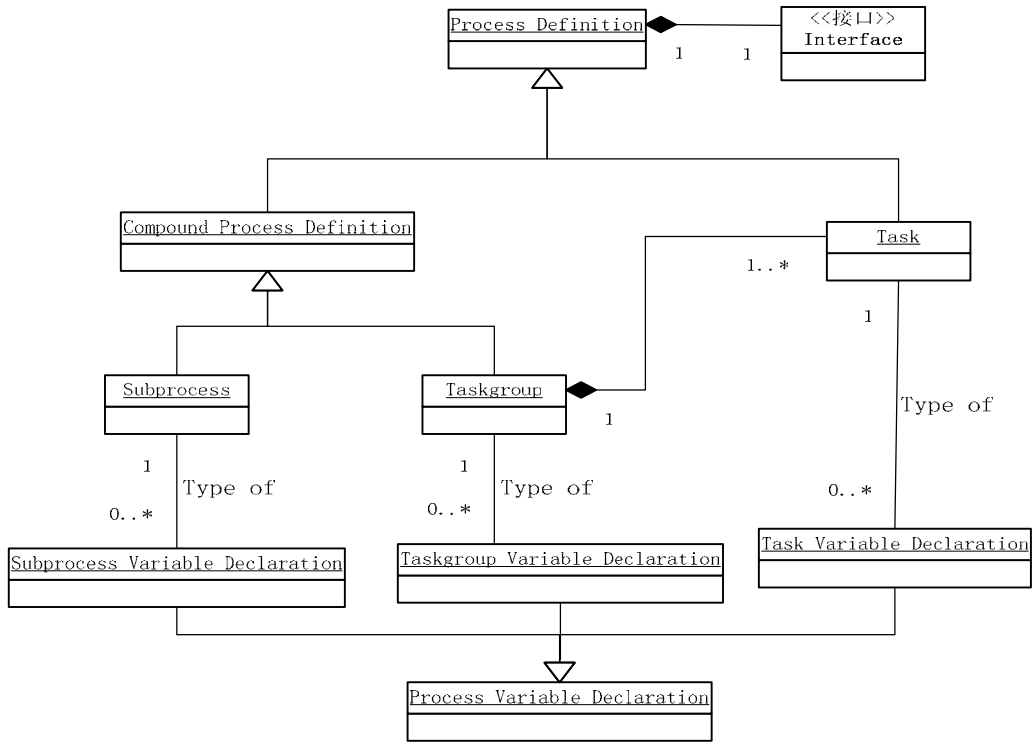 Process Definition
<<接口>>
Interface
1
1
Compound Process Definition
Task
1..*
1
Subprocess
Taskgroup
1
Type of
1
Type of
0..*
1
Type of
0..*
0..*
Subprocess Variable Declaration
Taskgroup Variable Declaration
Task Variable Declaration
Process Variable Declaration